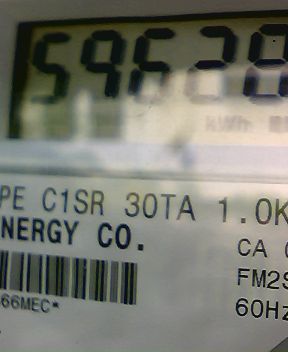 59628
kWh
PE C1SR 30TA 1.0K
NERGY CO.
CA
66MEC*
FM2S
60Hz